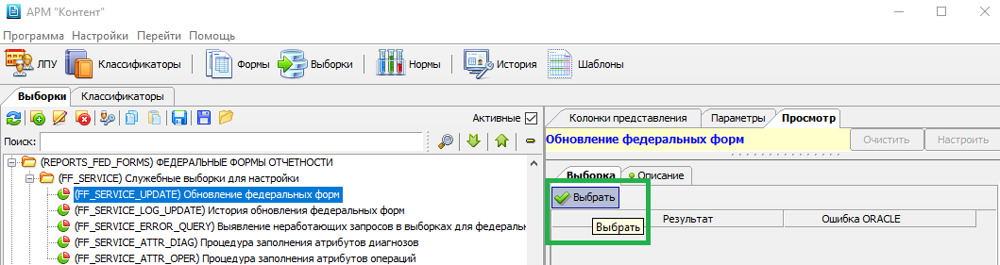 АРМ "Контент"
Программа Настройки Перейти Помощь
ЛПУ Классификаторы Формы Выборки Нормы История Шаблоны
Выборки Классификаторы
Активные
Поиск:
(REPORTS_FED_FORMS) ФЕДЕРАЛЬНЫЕ ФОРМЫ ОТЧЕТНОСТИ
(FF_SERVICE) Служебные выборки для настройки
(FF_SERVICE_UPDATE) Обновление федеральных форм
(FF_SERVICE_LOG_UPDATE) История обновления федеральных форм
(FF_SERVICE_ERROR_QUERY) Выявление неработающих запросов в выборках для федераль
(FF_SERVICE_ATTR_DIAG) Процедура заполнения атрибутов диагнозов
(FF_SERVICE_ATTR_OPER) Процедура заполнения атрибутов операций
Колонки представления Параметры Просмотр
Обновление федеральных форм Очистить Настроить
Выборка Описание
Выбрать
Результат Ошибка ORACLE
Выбрать